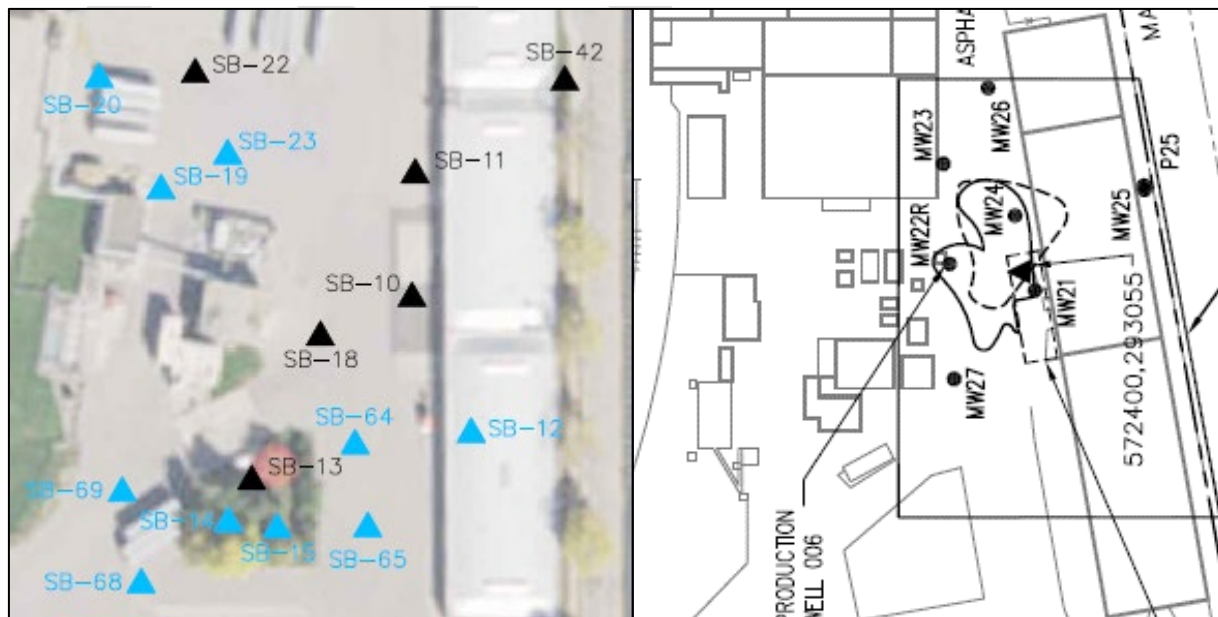 SB-22
SB-42
SB-20
SB-23
SB-11
SB-19
SB-10
SB-18
SB-64
SB-12
SB-13
SB-69
SB-14
SB-15
SB-65
SB-68
ASPHA
MA
MW26
MW23
P25
MW24
MW25
MW22R
MW21
572400,293055
MW27
PRODUCTION
WELL 006